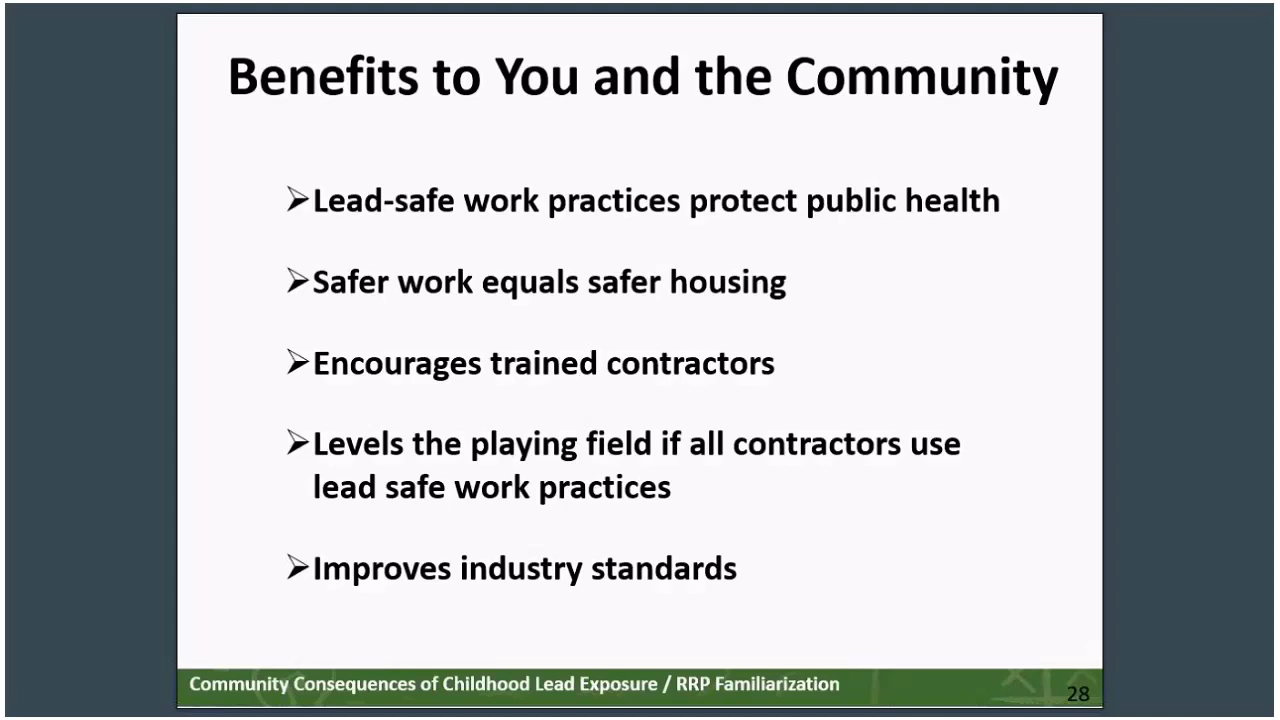 Benefits to You and the Community
Lead-safe work practices protect public health
Safer work equals safer housing
Encourages trained contractors
Levels the playing field if all contractors use
lead safe work practices
Improves industry standards
Community Consequences of Childhood Lead Exposure / RRP Familiarization
28